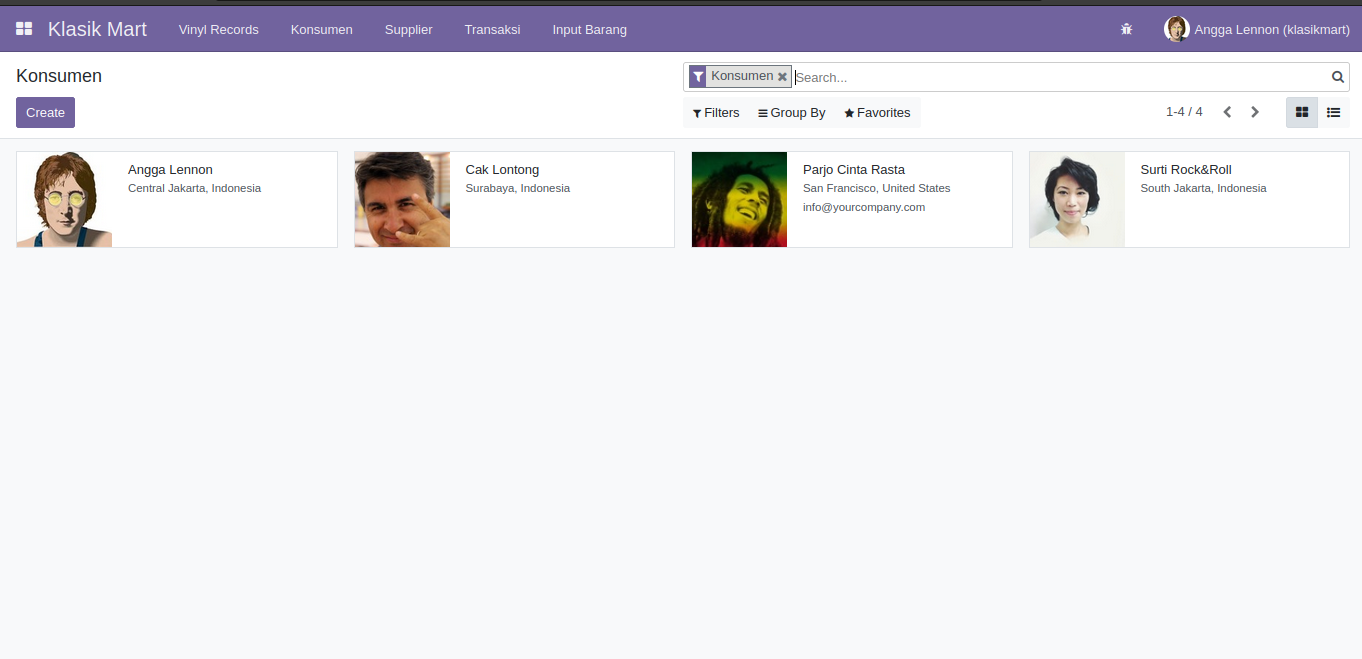 Klasik Mart Vinyl Records Konsumen Supplier Transaksi Input Barang Angga Lennon (klasikmart)
Konsumen
Konsumen Search...
Create
Filters Group By Favorites 1-4 / 4
Angga Lennon
Central Jakarta, Indonesia
Cak Lontong
Surabaya, Indonesia
Parjo Cinta Rasta
San Francisco, United States
info@yourcompany.com
Surti Rock&Roll
South Jakarta, Indonesia